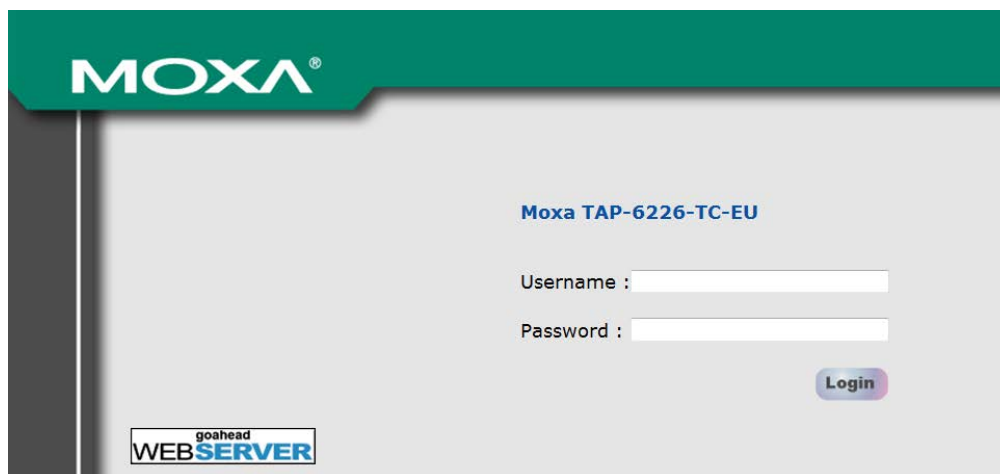 MOXA®
Moxa TAP-6226-TC-EU
Username :
Password :
Login
goahead
WEBSERVER